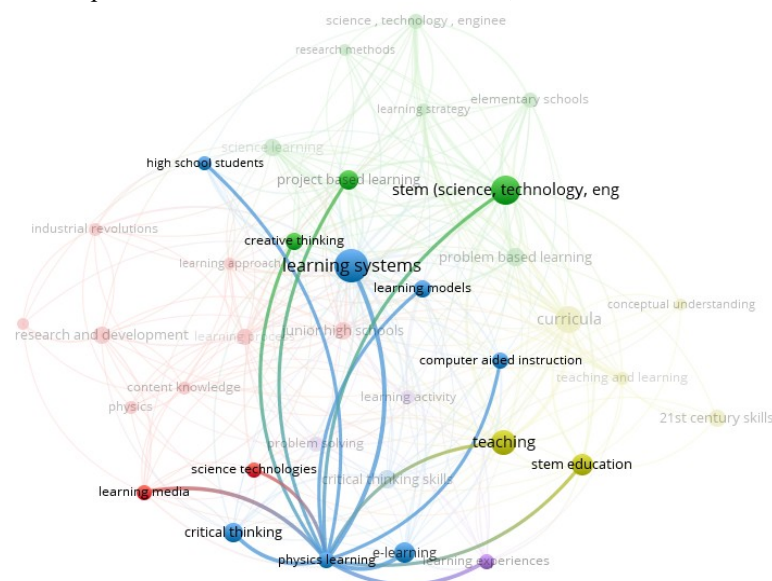 science , technology , enginee
research methods
elementary schools
learning strategy
science learning
high school students
project based learning
stem (science, technology, eng
industrial revolutions
creative thinking
learning approach
learning systems
problem based learning
learning models
conceptual understanding
curricula
research and development
learning process
junionhigh schools
computer aided instruction
teaching and learning
content knowledge
learning activity
physics
21st century skills
problem solving
teaching
stem education
science technologies
critical thinking skills
learning media
critical thinking
physics learning
e-learning
learning experiences